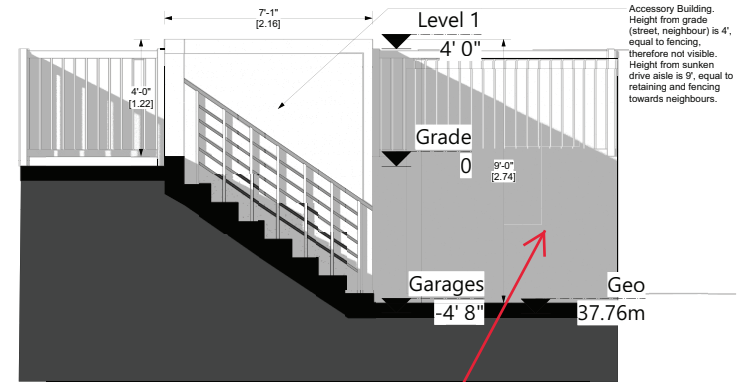 7'-1"
[2.16]
Accessory Building.
Height from grade
(street, neighbour) is 4',
equal to fencing,
therefore not visible.
Height from sunken
drive aisle is 9', equal to
retaining and fencing
towards neighbours.
Level 1
4' 0"
4'-0"
[1.22]
Grade
0
9'-0"
[2.74]
Garages
-4' 8"
Geo
37.76m